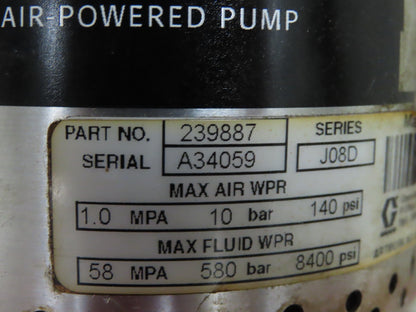 AIR-POWERED PUMP
PART NO. 239887 SERIES
SERIAL A34059 J08D
MAX AIR WPR
1.0 MPA 10 bar 140 psi
MAX FLUID WPR
58 MPA 580 bar 8400 psi